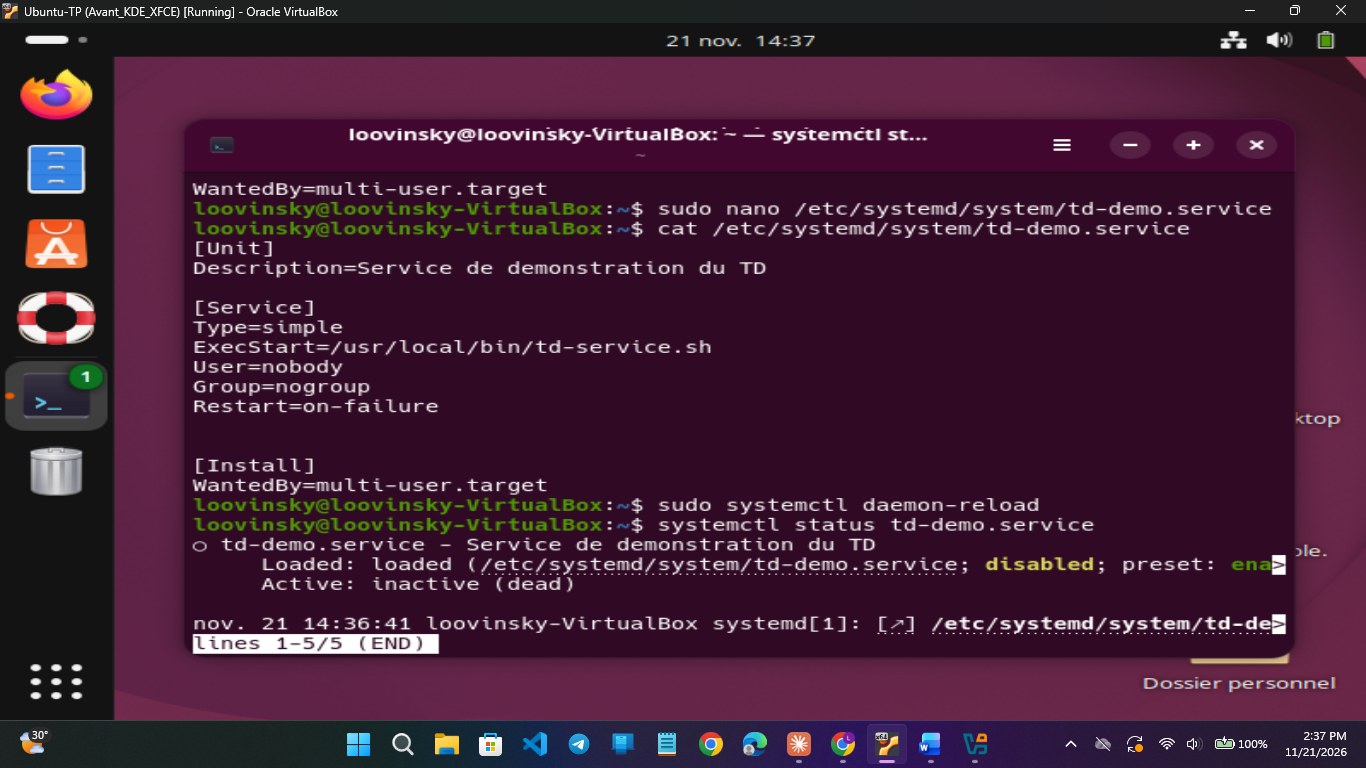 Ubuntu-TP (Avant_KDE_XFCE) [Running] - Oracle VirtualBox
21 nov. 14:37
loovinsky@loovinsky-VirtualBox: ~ — systemctl st...
~
WantedBy=multi-user.target
loovinsky@loovinsky-VirtualBox:~$ sudo nano /etc/systemd/system/td-demo.service
loovinsky@loovinsky-VirtualBox:~$ cat /etc/systemd/system/td-demo.service
[Unit]
Description=Service de demonstration du TD
[Service]
Type=simple
ExecStart=/usr/local/bin/td-service.sh
User=nobody
Group=nogroup
Restart=on-failure
[Install]
WantedBy=multi-user.target
loovinsky@loovinsky-VirtualBox:~$ sudo systemctl daemon-reload
loovinsky@loovinsky-VirtualBox:~$ systemctl status td-demo.service
○ td-demo.service - Service de demonstration du TD
Loaded: loaded (/etc/systemd/system/td-demo.service; disabled; preset: ena>
Active: inactive (dead)
nov. 21 14:36:41 loovinsky-VirtualBox systemd[1]: [↗] /etc/systemd/system/td-de>
lines 1-5/5 (END)
1
>_
ktop
ole.
Dossier personnel
30°
x64
W
100%
2:37 PM
11/21/2026